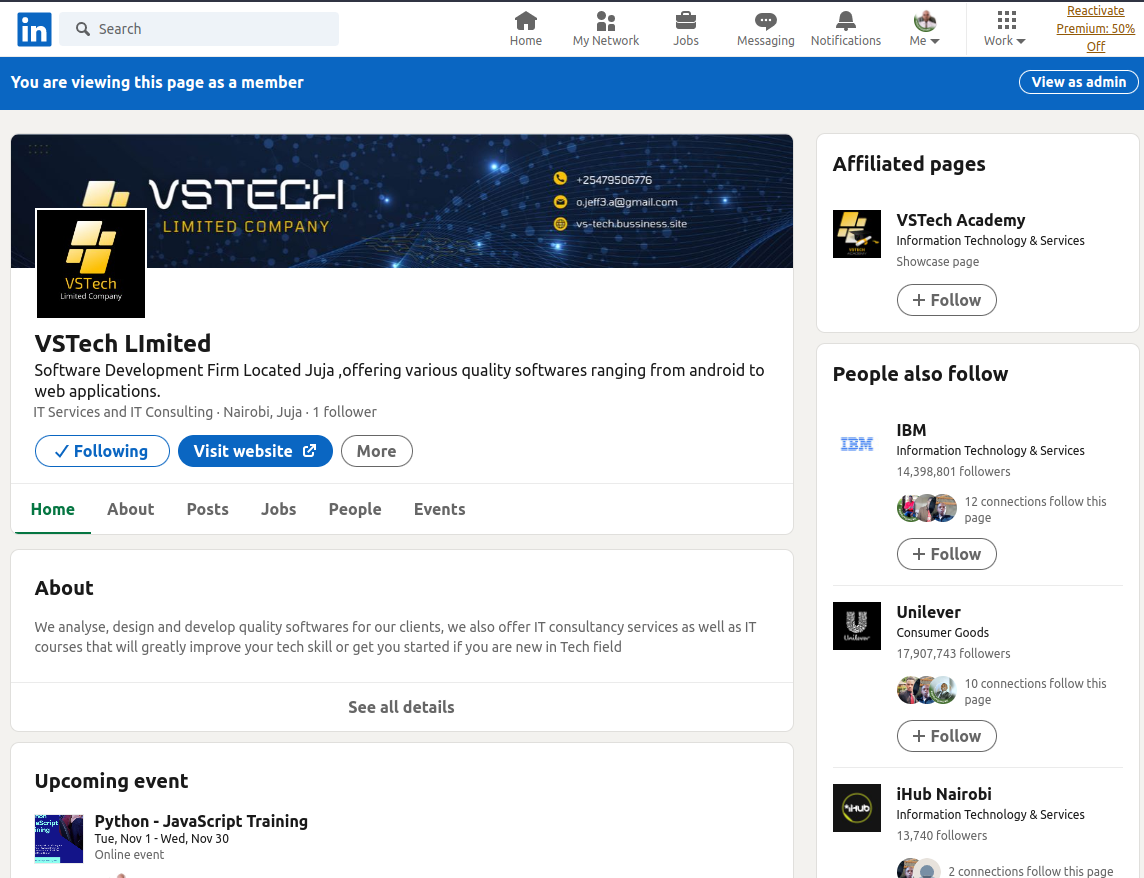 in
Search
Home
My Network
Jobs
Messaging
Notifications
Me
Work
Reactivate
Premium: 50%
Off
You are viewing this page as a member
View as admin
VSTECH
LIMITED COMPANY
+25479506776
o.jeff3.a@gmail.com
vs-tech.bussiness.site
VSTech
Limited Company
VSTech LImited
Software Development Firm Located Juja ,offering various quality softwares ranging from android to
web applications.
IT Services and IT Consulting · Nairobi, Juja · 1 follower
Following
Visit website
More
Home
About
Posts
Jobs
People
Events
About
We analyse, design and develop quality softwares for our clients, we also offer IT consultancy services as well as IT
courses that will greatly improve your tech skill or get you started if you are new in Tech field
See all details
Upcoming event
Python - JavaScript Training
Tue, Nov 1 - Wed, Nov 30
Online event
Affiliated pages
VSTech Academy
Information Technology & Services
Showcase page
+ Follow
People also follow
IBM
IBM
Information Technology & Services
14,398,801 followers
12 connections follow this
page
+ Follow
Unilever
Unilever
Consumer Goods
17,907,743 followers
10 connections follow this
page
+ Follow
iHub
iHub Nairobi
Information Technology & Services
13,740 followers
2 connections follow this page